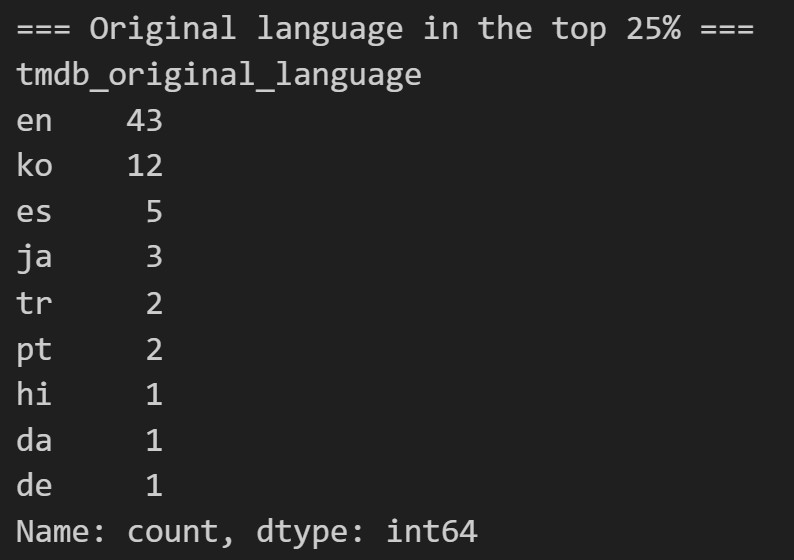 === Original language in the top 25% ===
tmdb_original_language
en    43
ko    12
es     5
ja     3
tr     2
pt     2
hi     1
da     1
de     1
Name: count, dtype: int64